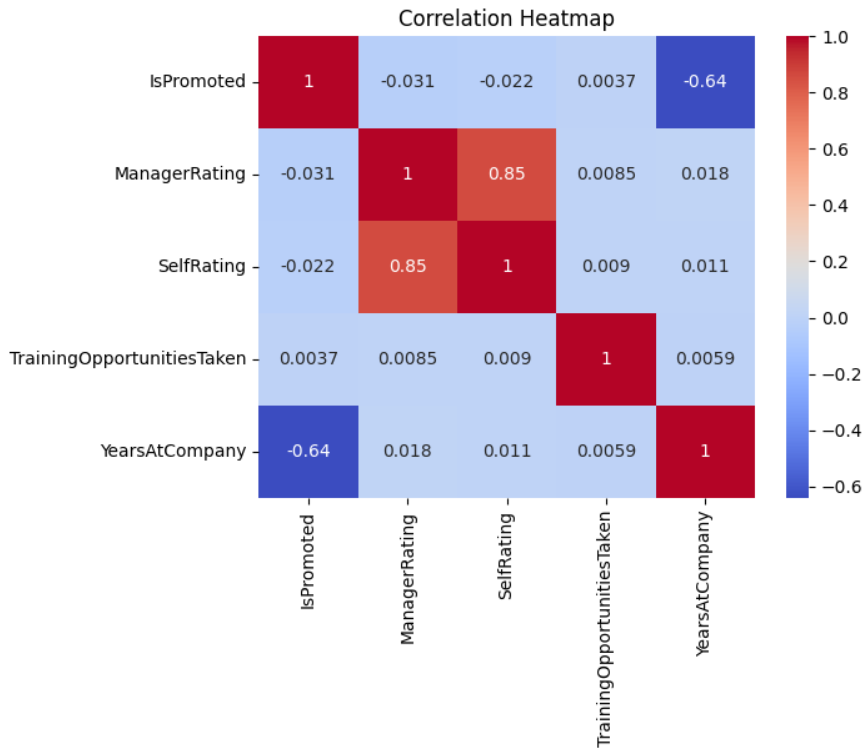 Correlation Heatmap
IsPromoted 1 -0.031 -0.022 0.0037 -0.64
ManagerRating -0.031 1 0.85 0.0085 0.018
SelfRating -0.022 0.85 1 0.009 0.011
TrainingOpportunitiesTaken 0.0037 0.0085 0.009 1 0.0059
YearsAtCompany -0.64 0.018 0.011 0.0059 1
IsPromoted
ManagerRating
SelfRating
TrainingOpportunitiesTaken
YearsAtCompany
1.0
0.8
0.6
0.4
0.2
0.0
−0.2
−0.4
−0.6